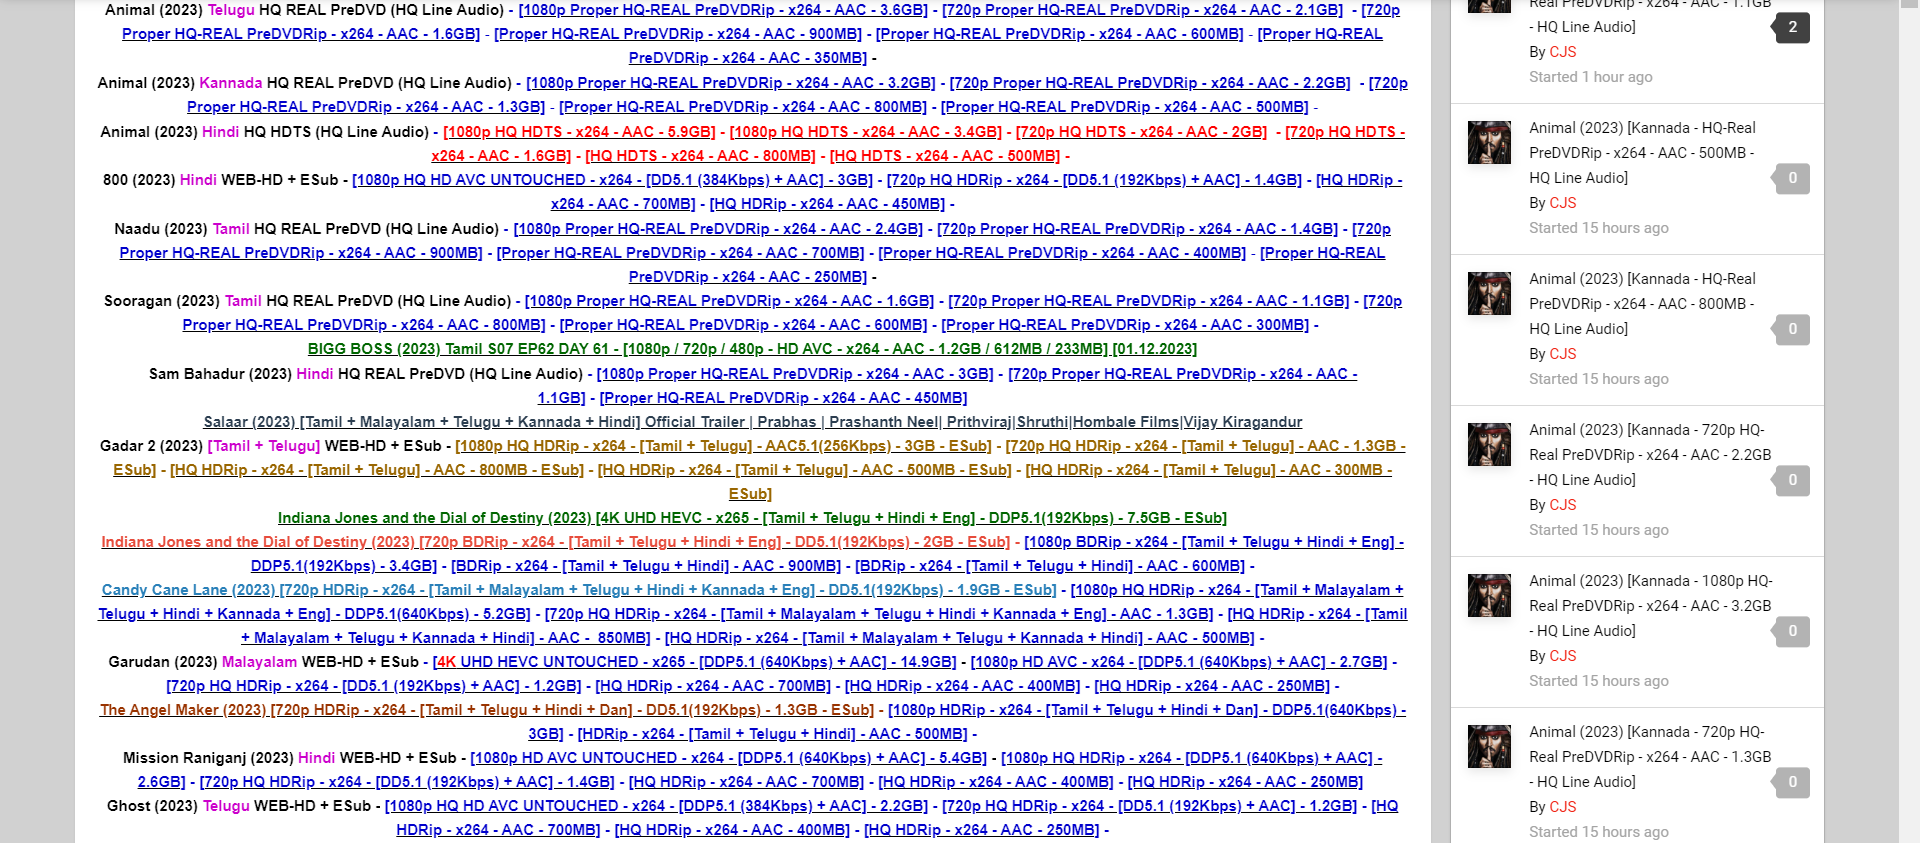 Animal (2023) Telugu HQ REAL PreDVD (HQ Line Audio) - [1080p Proper HQ-REAL PreDVDRip - x264 - AAC - 3.6GB] - [720p Proper HQ-REAL PreDVDRip - x264 - AAC - 2.1GB] - [720p
Proper HQ-REAL PreDVDRip - x264 - AAC - 1.6GB] - [Proper HQ-REAL PreDVDRip - x264 - AAC - 900MB] - [Proper HQ-REAL PreDVDRip - x264 - AAC - 600MB] - [Proper HQ-REAL
PreDVDRip - x264 - AAC - 350MB] -
Animal (2023) Kannada HQ REAL PreDVD (HQ Line Audio) - [1080p Proper HQ-REAL PreDVDRip - x264 - AAC - 3.2GB] - [720p Proper HQ-REAL PreDVDRip - x264 - AAC - 2.2GB] - [720p
Proper HQ-REAL PreDVDRip - x264 - AAC - 1.3GB] - [Proper HQ-REAL PreDVDRip - x264 - AAC - 800MB] - [Proper HQ-REAL PreDVDRip - x264 - AAC - 500MB] -
Animal (2023) Hindi HQ HDTS (HQ Line Audio) - [1080p HQ HDTS - x264 - AAC - 5.9GB] - [1080p HQ HDTS - x264 - AAC - 3.4GB] - [720p HQ HDTS - x264 - AAC - 2GB] - [720p HQ HDTS -
x264 - AAC - 1.6GB] - [HQ HDTS - x264 - AAC - 800MB] - [HQ HDTS - x264 - AAC - 500MB] -
800 (2023) Hindi WEB-HD + ESub - [1080p HQ HD AVC UNTOUCHED - x264 - [DD5.1 (384Kbps) + AAC] - 3GB] - [720p HQ HDRip - x264 - [DD5.1 (192Kbps) + AAC] - 1.4GB] - [HQ HDRip -
x264 - AAC - 700MB] - [HQ HDRip - x264 - AAC - 450MB] -
Naadu (2023) Tamil HQ REAL PreDVD (HQ Line Audio) - [1080p Proper HQ-REAL PreDVDRip - x264 - AAC - 2.4GB] - [720p Proper HQ-REAL PreDVDRip - x264 - AAC - 1.4GB] - [720p
Proper HQ-REAL PreDVDRip - x264 - AAC - 900MB] - [Proper HQ-REAL PreDVDRip - x264 - AAC - 700MB] - [Proper HQ-REAL PreDVDRip - x264 - AAC - 400MB] - [Proper HQ-REAL
PreDVDRip - x264 - AAC - 250MB] -
Sooragan (2023) Tamil HQ REAL PreDVD (HQ Line Audio) - [1080p Proper HQ-REAL PreDVDRip - x264 - AAC - 1.6GB] - [720p Proper HQ-REAL PreDVDRip - x264 - AAC - 1.1GB] - [720p
Proper HQ-REAL PreDVDRip - x264 - AAC - 800MB] - [Proper HQ-REAL PreDVDRip - x264 - AAC - 600MB] - [Proper HQ-REAL PreDVDRip - x264 - AAC - 300MB] -
BIGG BOSS (2023) Tamil S07 EP62 DAY 61 - [1080p / 720p / 480p - HD AVC - x264 - AAC - 1.2GB / 612MB / 233MB] [01.12.2023]
Sam Bahadur (2023) Hindi HQ REAL PreDVD (HQ Line Audio) - [1080p Proper HQ-REAL PreDVDRip - x264 - AAC - 3GB] - [720p Proper HQ-REAL PreDVDRip - x264 - AAC -
1.1GB] - [Proper HQ-REAL PreDVDRip - x264 - AAC - 450MB]
Salaar (2023) [Tamil + Malayalam + Telugu + Kannada + Hindi] Official Trailer | Prabhas | Prashanth Neel| Prithviraj|Shruthi|Hombale Films|Vijay Kiragandur
Gadar 2 (2023) [Tamil + Telugu] WEB-HD + ESub - [1080p HQ HDRip - x264 - [Tamil + Telugu] - AAC5.1(256Kbps) - 3GB - ESub] - [720p HQ HDRip - x264 - [Tamil + Telugu] - AAC - 1.3GB -
ESub] - [HQ HDRip - x264 - [Tamil + Telugu] - AAC - 800MB - ESub] - [HQ HDRip - x264 - [Tamil + Telugu] - AAC - 500MB - ESub] - [HQ HDRip - x264 - [Tamil + Telugu] - AAC - 300MB -
ESub]
Indiana Jones and the Dial of Destiny (2023) [4K UHD HEVC - x265 - [Tamil + Telugu + Hindi + Eng] - DDP5.1(192Kbps) - 7.5GB - ESub]
Indiana Jones and the Dial of Destiny (2023) [720p BDRip - x264 - [Tamil + Telugu + Hindi + Eng] - DD5.1(192Kbps) - 2GB - ESub] - [1080p BDRip - x264 - [Tamil + Telugu + Hindi + Eng] -
DDP5.1(192Kbps) - 3.4GB] - [BDRip - x264 - [Tamil + Telugu + Hindi] - AAC - 900MB] - [BDRip - x264 - [Tamil + Telugu + Hindi] - AAC - 600MB] -
Candy Cane Lane (2023) [720p HDRip - x264 - [Tamil + Malayalam + Telugu + Hindi + Kannada + Eng] - DD5.1(192Kbps) - 1.9GB - ESub] - [1080p HQ HDRip - x264 - [Tamil + Malayalam +
Telugu + Hindi + Kannada + Eng] - DDP5.1(640Kbps) - 5.2GB] - [720p HQ HDRip - x264 - [Tamil + Malayalam + Telugu + Hindi + Kannada + Eng] - AAC - 1.3GB] - [HQ HDRip - x264 - [Tamil
+ Malayalam + Telugu + Kannada + Hindi] - AAC - 850MB] - [HQ HDRip - x264 - [Tamil + Malayalam + Telugu + Kannada + Hindi] - AAC - 500MB] -
Garudan (2023) Malayalam WEB-HD + ESub - [4K UHD HEVC UNTOUCHED - x265 - [DDP5.1 (640Kbps) + AAC] - 14.9GB] - [1080p HD AVC - x264 - [DDP5.1 (640Kbps) + AAC] - 2.7GB] -
[720p HQ HDRip - x264 - [DD5.1 (192Kbps) + AAC] - 1.2GB] - [HQ HDRip - x264 - AAC - 700MB] - [HQ HDRip - x264 - AAC - 400MB] - [HQ HDRip - x264 - AAC - 250MB] -
The Angel Maker (2023) [720p HDRip - x264 - [Tamil + Telugu + Hindi + Dan] - DD5.1(192Kbps) - 1.3GB - ESub] - [1080p HDRip - x264 - [Tamil + Telugu + Hindi + Dan] - DDP5.1(640Kbps) -
3GB] - [HDRip - x264 - [Tamil + Telugu + Hindi] - AAC - 500MB] -
Mission Raniganj (2023) Hindi WEB-HD + ESub - [1080p HD AVC UNTOUCHED - x264 - [DDP5.1 (640Kbps) + AAC] - 5.4GB] - [1080p HQ HDRip - x264 - [DDP5.1 (640Kbps) + AAC] -
2.6GB] - [720p HQ HDRip - x264 - [DD5.1 (192Kbps) + AAC] - 1.4GB] - [HQ HDRip - x264 - AAC - 700MB] - [HQ HDRip - x264 - AAC - 400MB] - [HQ HDRip - x264 - AAC - 250MB]
Ghost (2023) Telugu WEB-HD + ESub - [1080p HQ HD AVC UNTOUCHED - x264 - [DDP5.1 (384Kbps) + AAC] - 2.2GB] - [720p HQ HDRip - x264 - [DD5.1 (192Kbps) + AAC] - 1.2GB] - [HQ
HDRip - x264 - AAC - 700MB] - [HQ HDRip - x264 - AAC - 400MB] - [HQ HDRip - x264 - AAC - 250MB] -
Real PreDVDRip - x264 - AAC - 1.1GB
- HQ Line Audio]
2
By CJS
Started 1 hour ago
Animal (2023) [Kannada - HQ-Real
PreDVDRip - x264 - AAC - 500MB -
HQ Line Audio]
0
By CJS
Started 15 hours ago
Animal (2023) [Kannada - HQ-Real
PreDVDRip - x264 - AAC - 800MB -
HQ Line Audio]
0
By CJS
Started 15 hours ago
Animal (2023) [Kannada - 720p HQ-
Real PreDVDRip - x264 - AAC - 2.2GB
- HQ Line Audio]
0
By CJS
Started 15 hours ago
Animal (2023) [Kannada - 1080p HQ-
Real PreDVDRip - x264 - AAC - 3.2GB
- HQ Line Audio]
0
By CJS
Started 15 hours ago
Animal (2023) [Kannada - 720p HQ-
Real PreDVDRip - x264 - AAC - 1.3GB
- HQ Line Audio]
0
By CJS
Started 15 hours ago